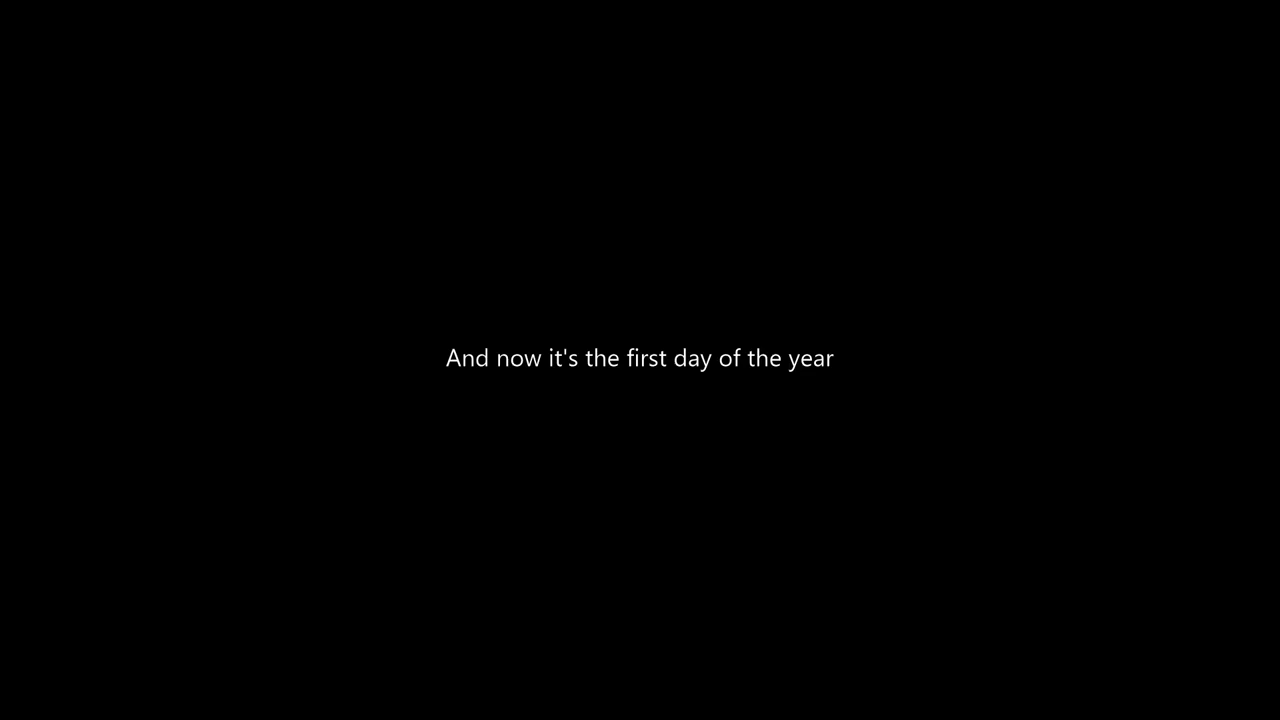 And now it's the first day of the year